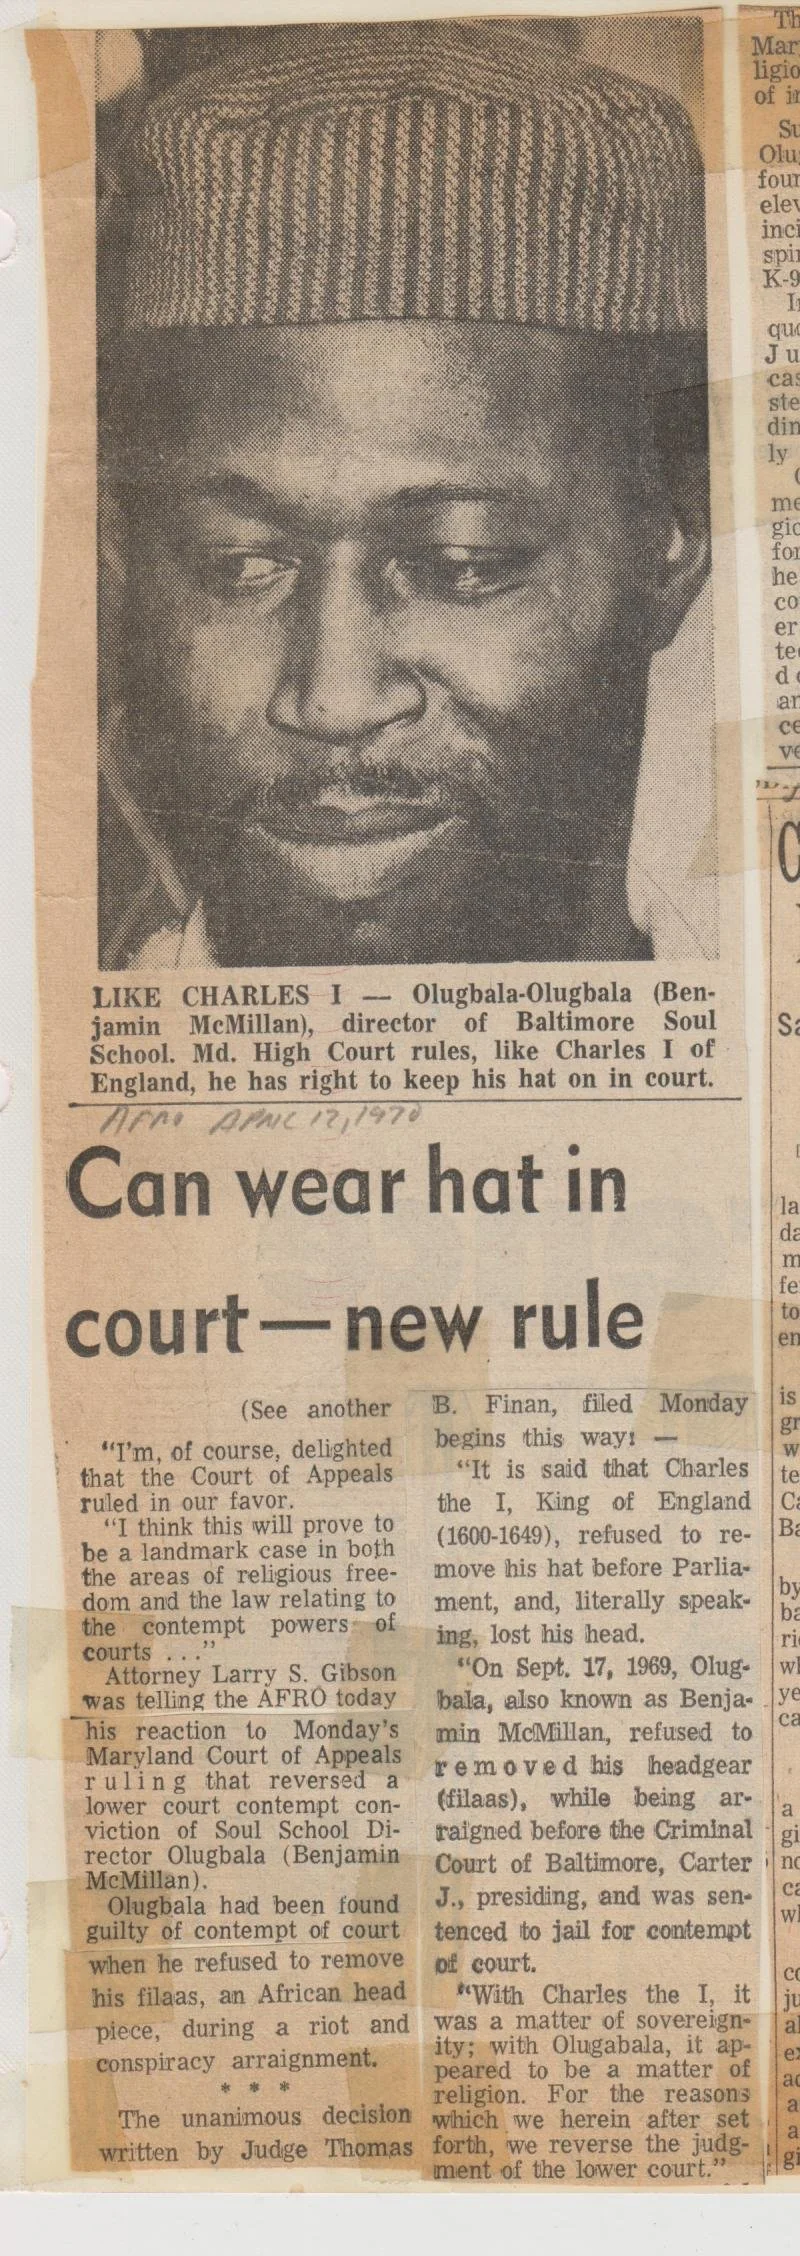 LIKE CHARLES I — Olugbala-Olugbala (Ben-
jamin McMillan), director of Baltimore Soul
School. Md. High Court rules, like Charles I of
England, he has right to keep his hat on in court.
AFRO APRIL 17, 1970
Can wear hat in
court—new rule
(See another
"I'm, of course, delighted
that the Court of Appeals
ruled in our favor.
"I think this will prove to
be a landmark case in both
the areas of religious free-
dom and the law relating to
the contempt powers of
courts . . ."
Attorney Larry S. Gibson
was telling the AFRO today
his reaction to Monday's
Maryland Court of Appeals
ruling that reversed a
lower court contempt con-
viction of Soul School Di-
rector Olugbala (Benjamin
McMillan).
Olugbala had been found
guilty of contempt of court
when he refused to remove
his filaas, an African head
piece, during a riot and
conspiracy arraignment.
* * *
The unanimous decision
written by Judge Thomas
B. Finan, filed Monday
begins this way: —
"It is said that Charles
the I, King of England
(1600-1649), refused to re-
move his hat before Parlia-
ment, and, literally speak-
ing, lost his head.
"On Sept. 17, 1969, Olug-
bala, also known as Benja-
min McMillan, refused to
removed his headgear
(filaas), while being ar-
raigned before the Criminal
Court of Baltimore, Carter
J., presiding, and was sen-
tenced to jail for contempt
of court.
"With Charles the I, it
was a matter of sovereign-
ity; with Olugabala, it ap-
peared to be a matter of
religion. For the reasons
which we herein after set
forth, we reverse the judg-
ment of the lower court."